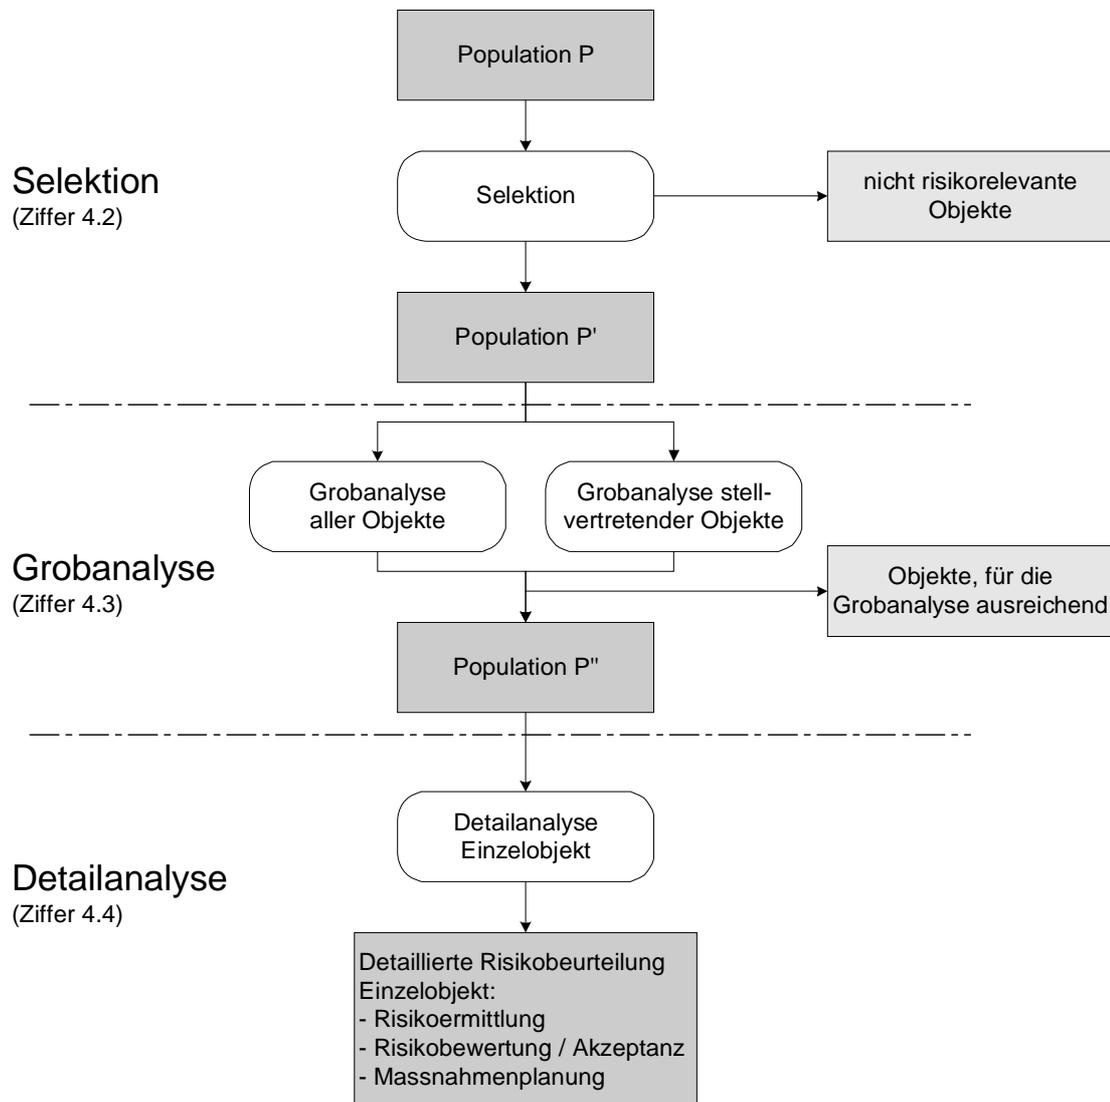 Population P
Selektion
(Ziffer 4.2)
Selektion
nicht risikorelevante
Objekte
Population P'
Grobanalyse
aller Objekte
Grobanalyse stell-
vertretender Objekte
Grobanalyse
(Ziffer 4.3)
Objekte, für die
Grobanalyse ausreichend
Population P"
Detailanalyse
Einzelobjekt
Detailanalyse
(Ziffer 4.4)
Detaillierte Risikobeurteilung
Einzelobjekt:
- Risikoermittlung
- Risikobewertung / Akzeptanz
- Massnahmenplanung